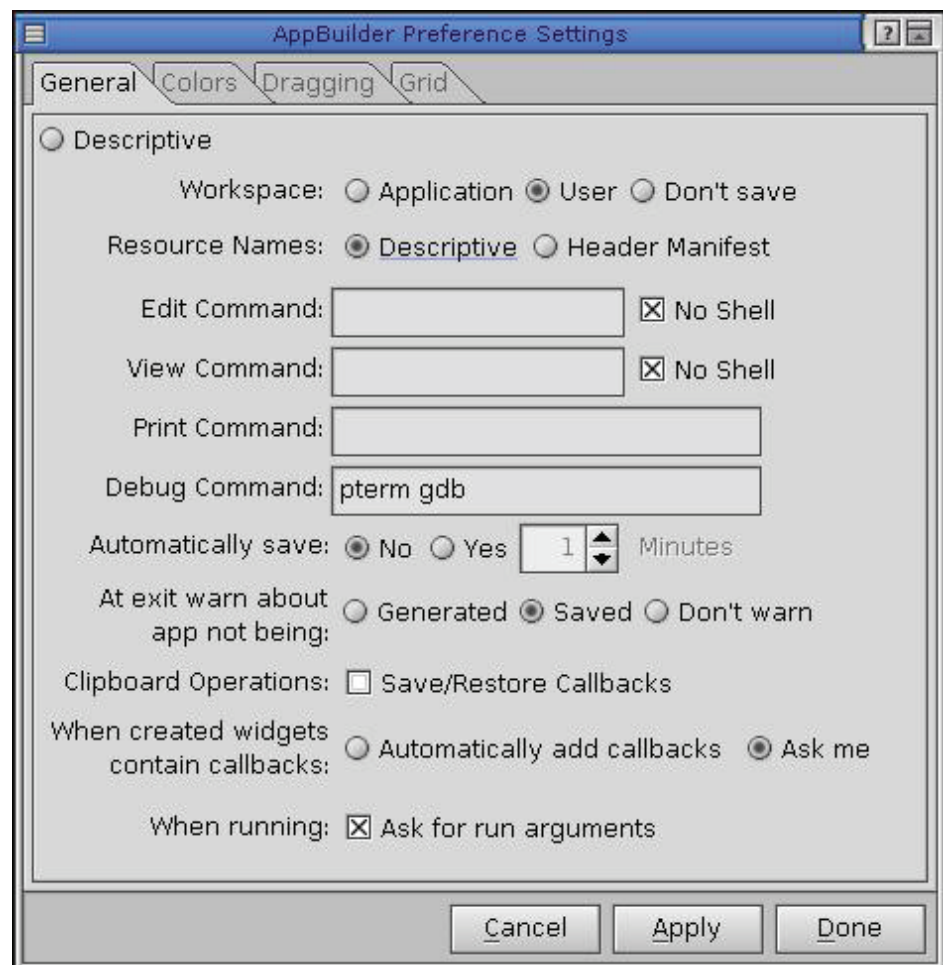 AppBuilder Preference Settings ?
General Colors Dragging Grid
Descriptive
Workspace: Application User Don't save
Resource Names: Descriptive Header Manifest
Edit Command: No Shell
View Command: No Shell
Print Command:
Debug Command: pterm gdb
Automatically save: No Yes 1 Minutes
At exit warn about
app not being: Generated Saved Don't warn
Clipboard Operations: Save/Restore Callbacks
When created widgets
contain callbacks: Automatically add callbacks Ask me
When running: Ask for run arguments
Cancel Apply Done